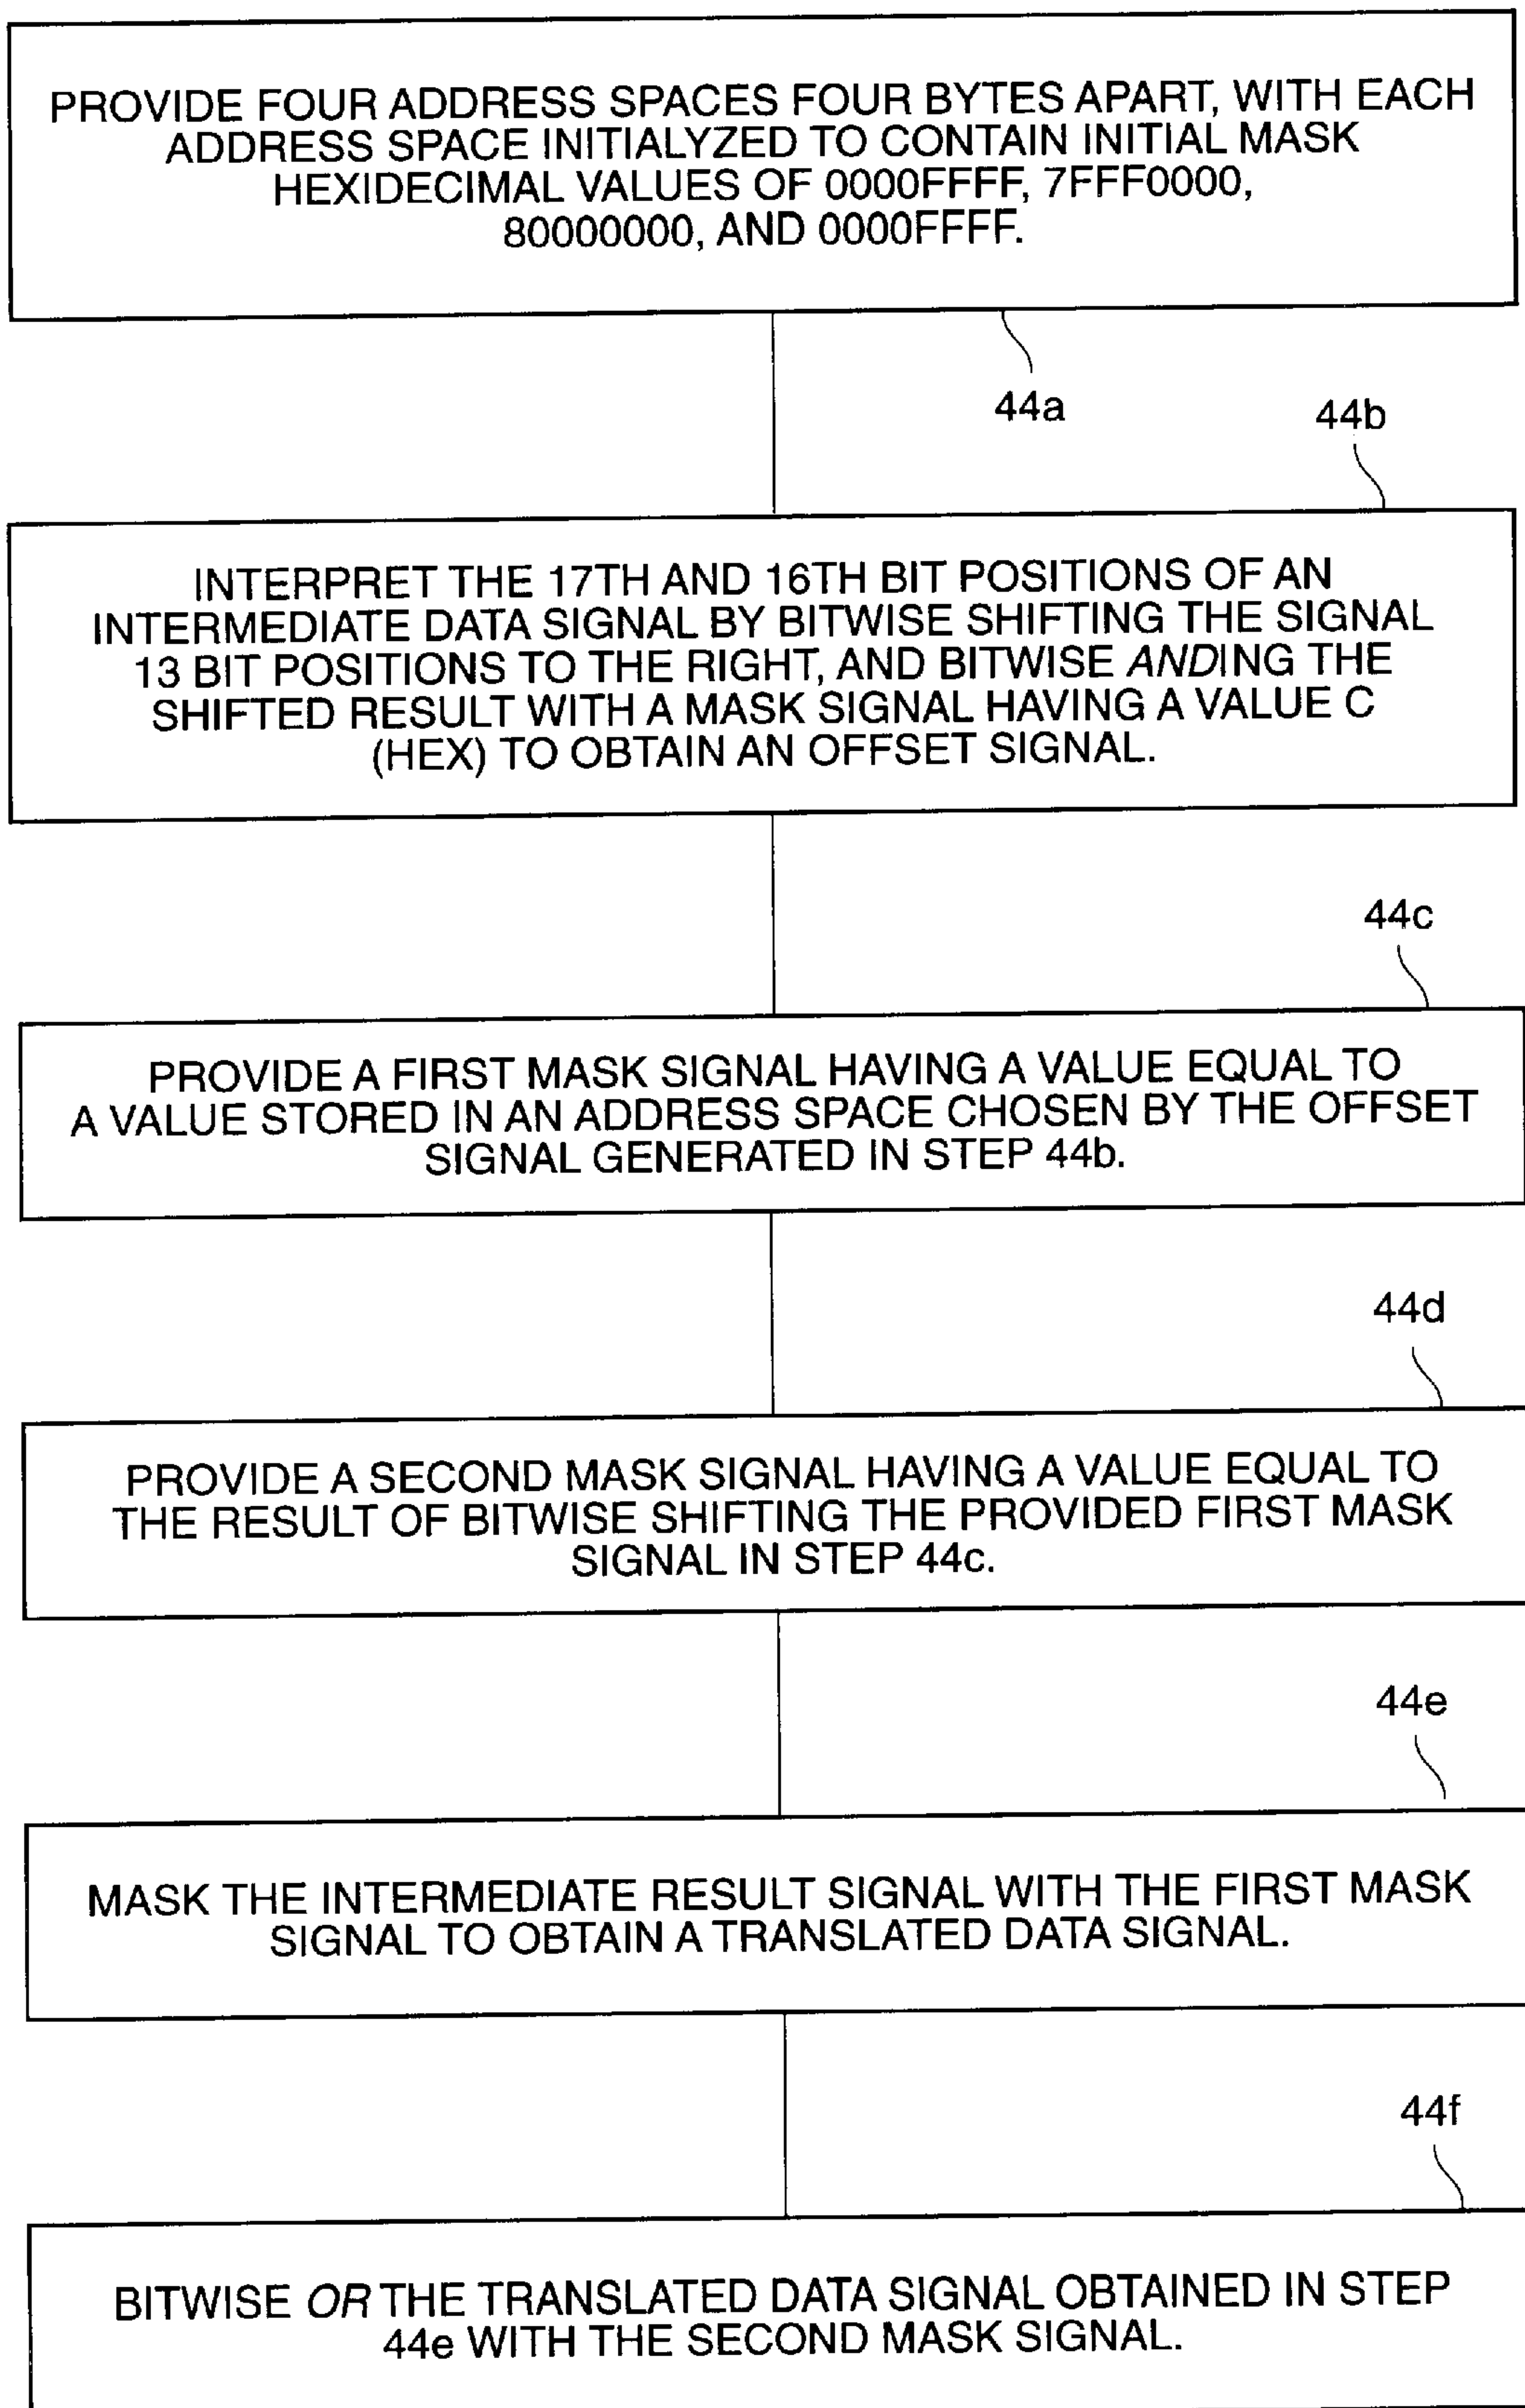 PROVIDE FOUR ADDRESS SPACES FOUR BYTES APART, WITH EACH
ADDRESS SPACE INITIALYZED TO CONTAIN INITIAL MASK
HEXIDECIMAL VALUES OF 0000FFFF, 7FFF0000,
80000000, AND 0000FFFF.
44a
44b
INTERPRET THE 17TH AND 16TH BIT POSITIONS OF AN
INTERMEDIATE DATA SIGNAL BY BITWISE SHIFTING THE SIGNAL
13 BIT POSITIONS TO THE RIGHT, AND BITWISE ANDING THE
SHIFTED RESULT WITH A MASK SIGNAL HAVING A VALUE C
(HEX) TO OBTAIN AN OFFSET SIGNAL.
44c
PROVIDE A FIRST MASK SIGNAL HAVING A VALUE EQUAL TO
A VALUE STORED IN AN ADDRESS SPACE CHOSEN BY THE OFFSET
SIGNAL GENERATED IN STEP 44b.
44d
PROVIDE A SECOND MASK SIGNAL HAVING A VALUE EQUAL TO
THE RESULT OF BITWISE SHIFTING THE PROVIDED FIRST MASK
SIGNAL IN STEP 44c.
44e
MASK THE INTERMEDIATE RESULT SIGNAL WITH THE FIRST MASK
SIGNAL TO OBTAIN A TRANSLATED DATA SIGNAL.
44f
BITWISE OR THE TRANSLATED DATA SIGNAL OBTAINED IN STEP
44e WITH THE SECOND MASK SIGNAL.